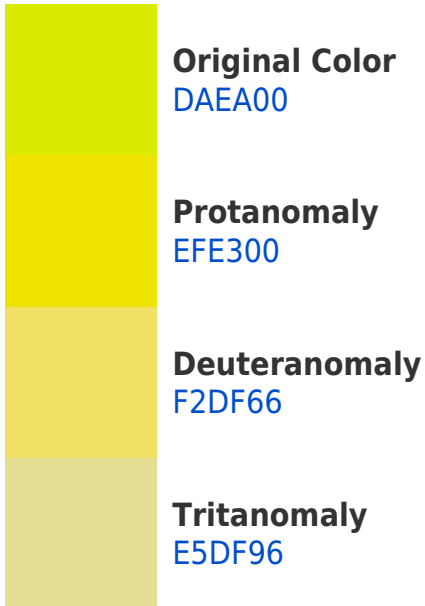 Original Color
DAEA00
Protanomaly
EFE300
Deuteranomaly
F2DF66
Tritanomaly
E5DF96